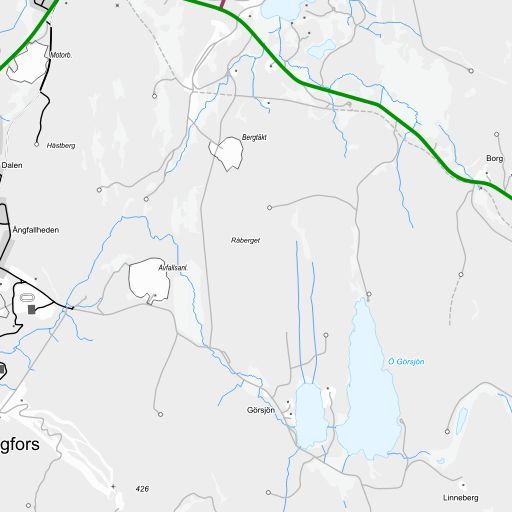 Motorb.
Bergtäkt
Hästberg
Borg
Dalen
Ångfallheden
Råberget
Avfallsanl.
Ö Görsjön
Görsjön
gfors
426
Linneberg